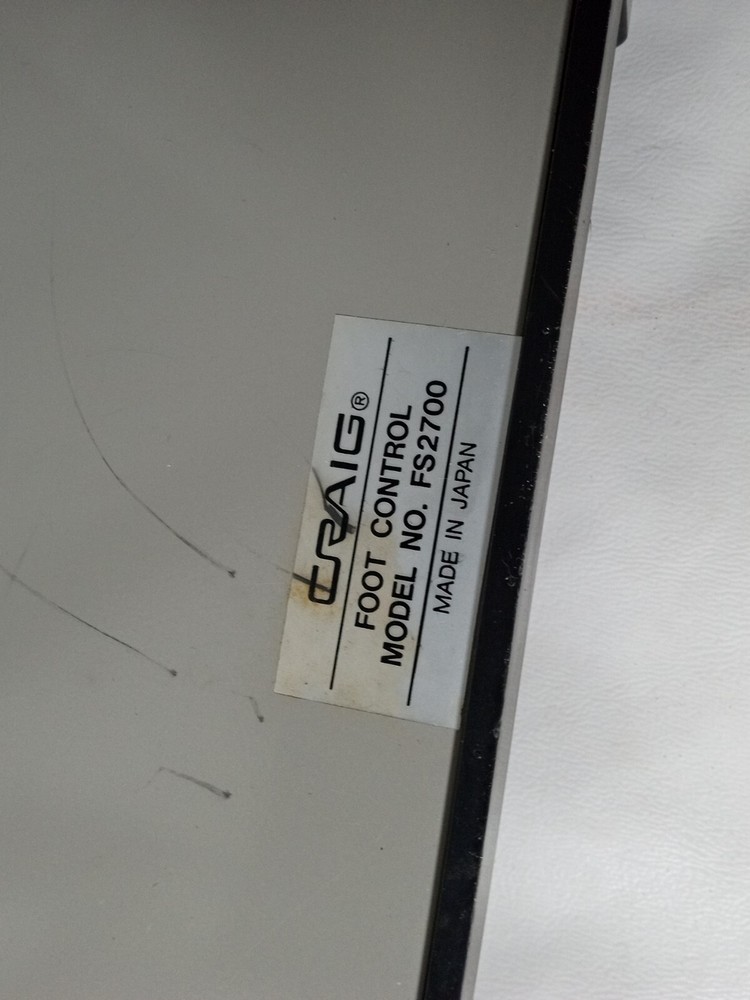 CRAIG®
FOOT CONTROL
MODEL NO. FS2700
MADE IN JAPAN